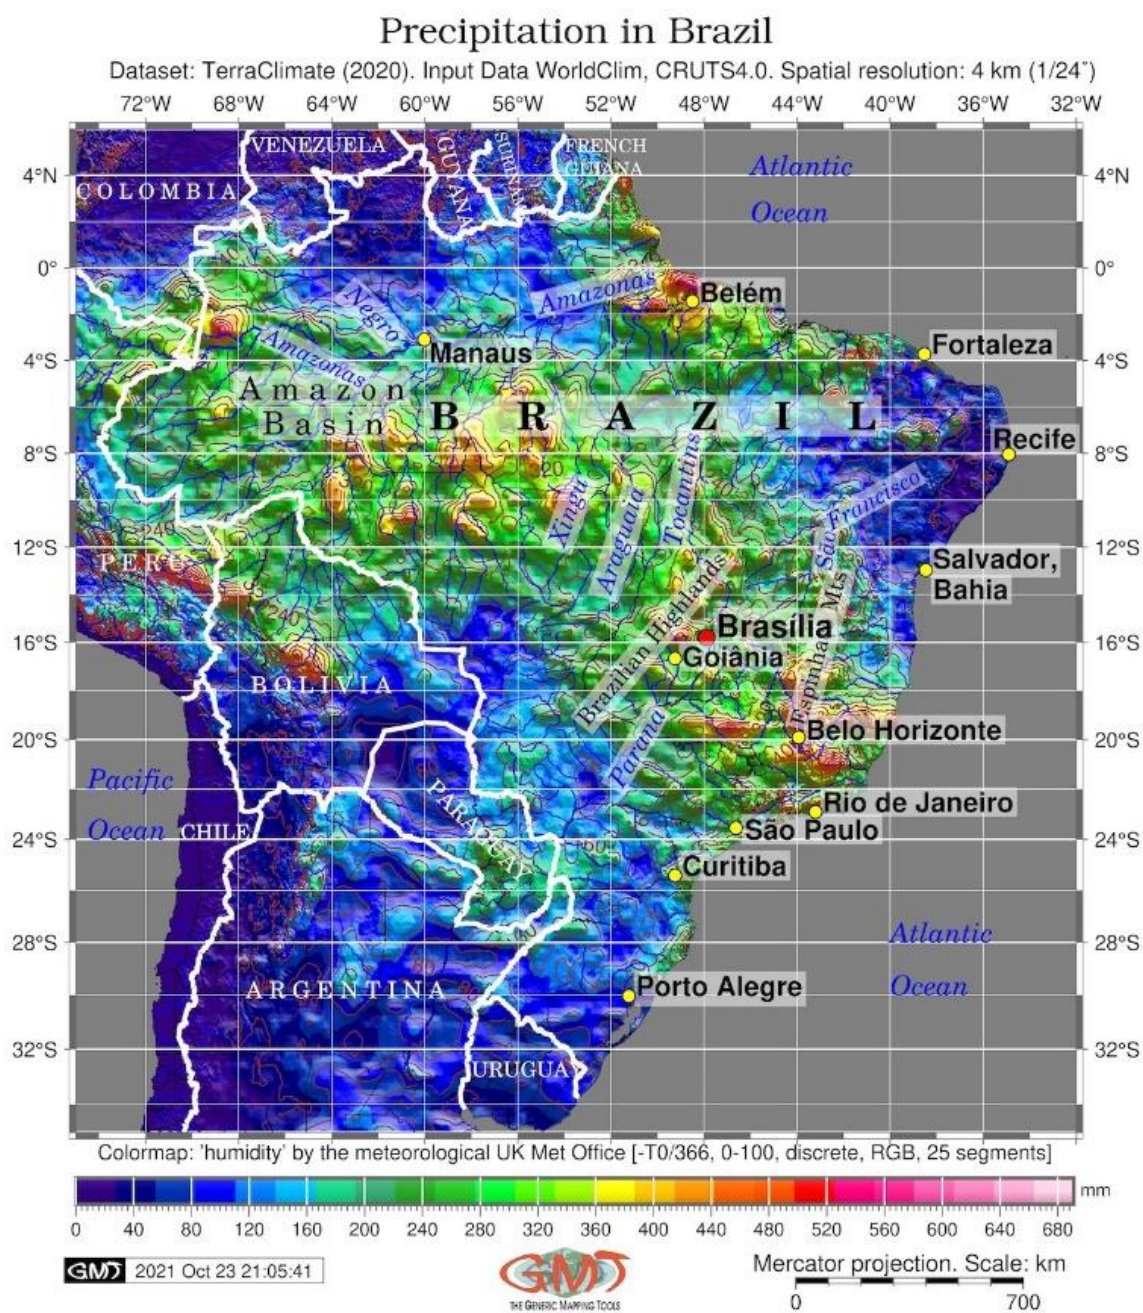 Precipitation in Brazil
Dataset: TerraClimate (2020). Input Data WorldClim, CRUTS4.0. Spatial resolution: 4 km (1/24˚)
72°W 68°W 64°W 60°W 56°W 52°W 48°W 44°W 40°W 36°W 32°W
VENEZUELA
GUYANA
SURINAM
FRENCH
GUIANA
Atlantic
Ocean
4°N 4°N
COLOMBIA
0° 0°
Amazonas
Belém
Negro
Amazonas
Manaus
Fortaleza
4°S 4°S
Amazon
Basin
BRAZIL
Recife
8°S 8°S
20
Xingu
Araguaia
Tocantins
São Francisco
240
12°S 12°S
PERU
Salvador,
Bahia
240
Brazilian Highlands
Espinhaço Mts
Brasília
16°S 16°S
Goiânia
BOLIVIA
Parana
Belo Horizonte
20°S 20°S
Pacific
Ocean
PARAGUAY
Rio de Janeiro
CHILE
São Paulo
24°S 24°S
Curitiba
Atlantic
Ocean
28°S 28°S
ARGENTINA
Porto Alegre
32°S 32°S
URUGUAY
Colormap: 'humidity' by the meteorological UK Met Office [-T0/366, 0-100, discrete, RGB, 25 segments]
mm
0 40 80 120 160 200 240 280 320 360 400 440 480 520 560 600 640 680
GMT 2021 Oct 23 21:05:41
GMT
THE GENERIC MAPPING TOOLS
Mercator projection. Scale: km
0 700